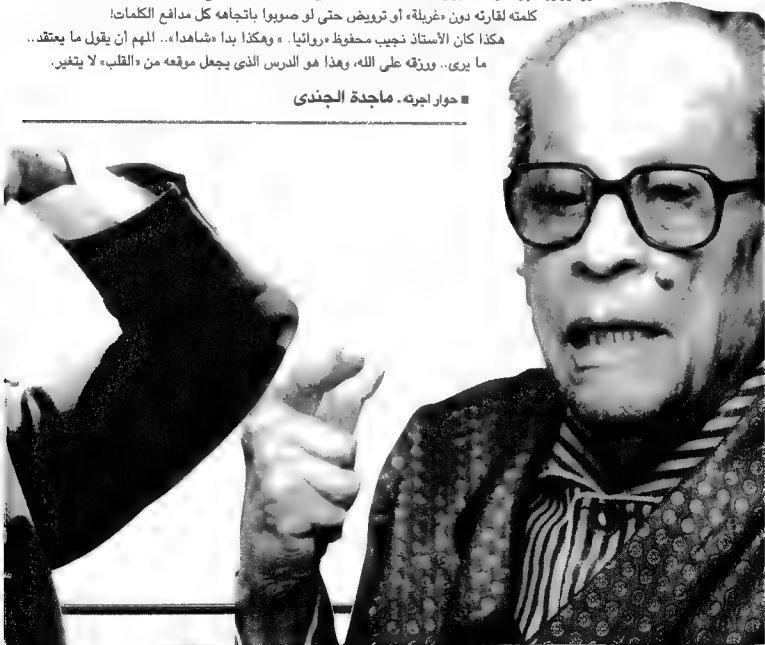 كلمته لقارئه دون «غربلة» أو ترويض حتى لو صوبوا باتجاهه كل مدافع الكلمات!
هكذا كان الأستاذ نجيب محفوظ «روائيا. » وهكذا بدا «شاهدا».. المهم ان يقول ما يعتقد..
ما يرى.. ورزقه على الله، وهذا هو الدرس الذى يجعل موقعه من «القلب» لا يتغير.
■ حوار اجرته ـ ماجدة الجندى